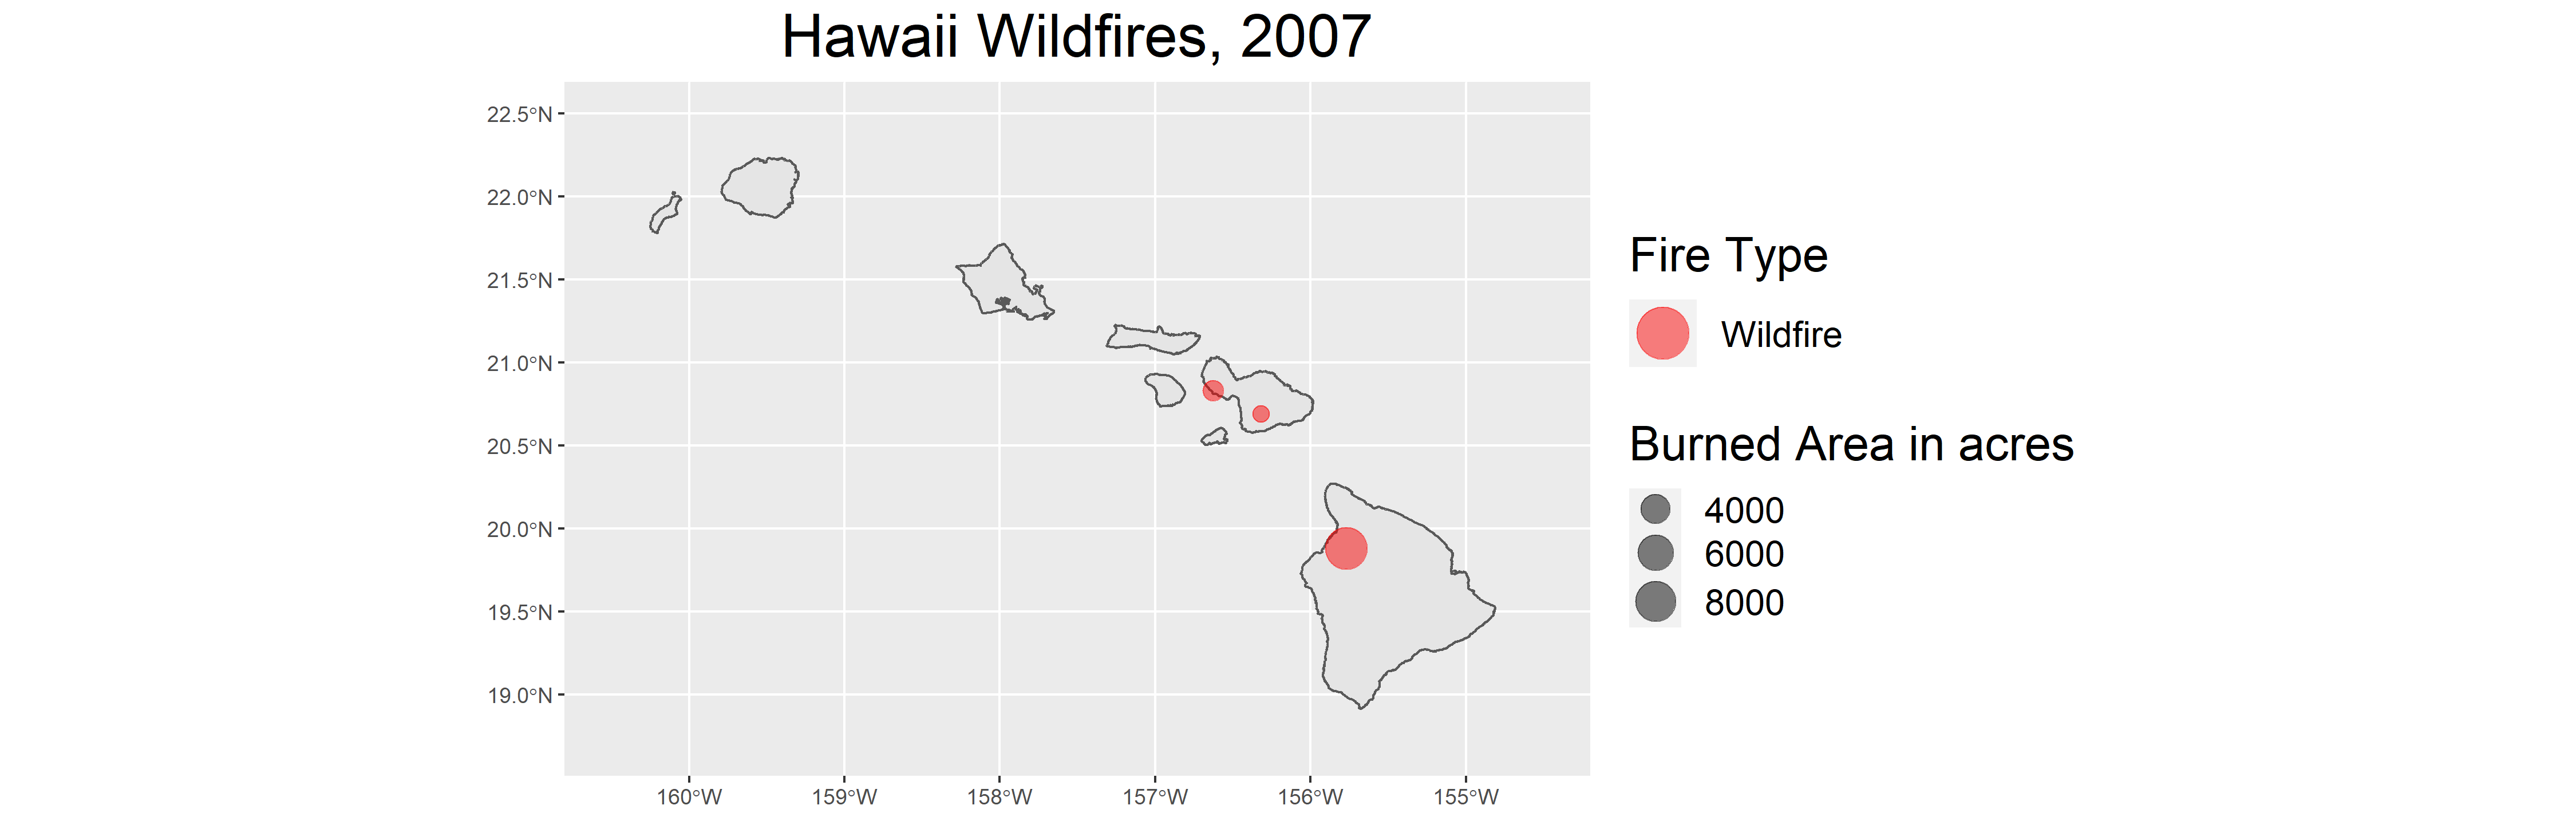 Hawaii Wildfires, 2007
22.5°N
22.0°N
21.5°N
21.0°N
20.5°N
20.0°N
19.5°N
19.0°N
160°W 159°W 158°W 157°W 156°W 155°W
Fire Type
Wildfire
Burned Area in acres
4000
6000
8000